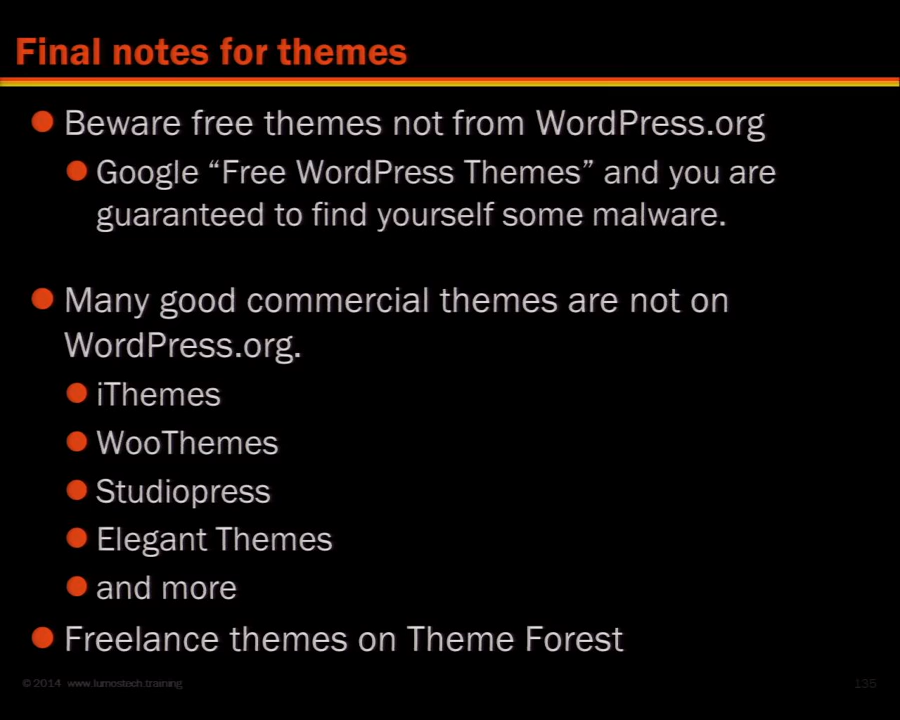 Final notes for themes
Beware free themes not from WordPress.org
Google “Free WordPress Themes” and you are
guaranteed to find yourself some malware.
Many good commercial themes are not on
WordPress.org.
iThemes
WooThemes
Studiopress
Elegant Themes
and more
Freelance themes on Theme Forest
© 2014 www.lumostech.training
135